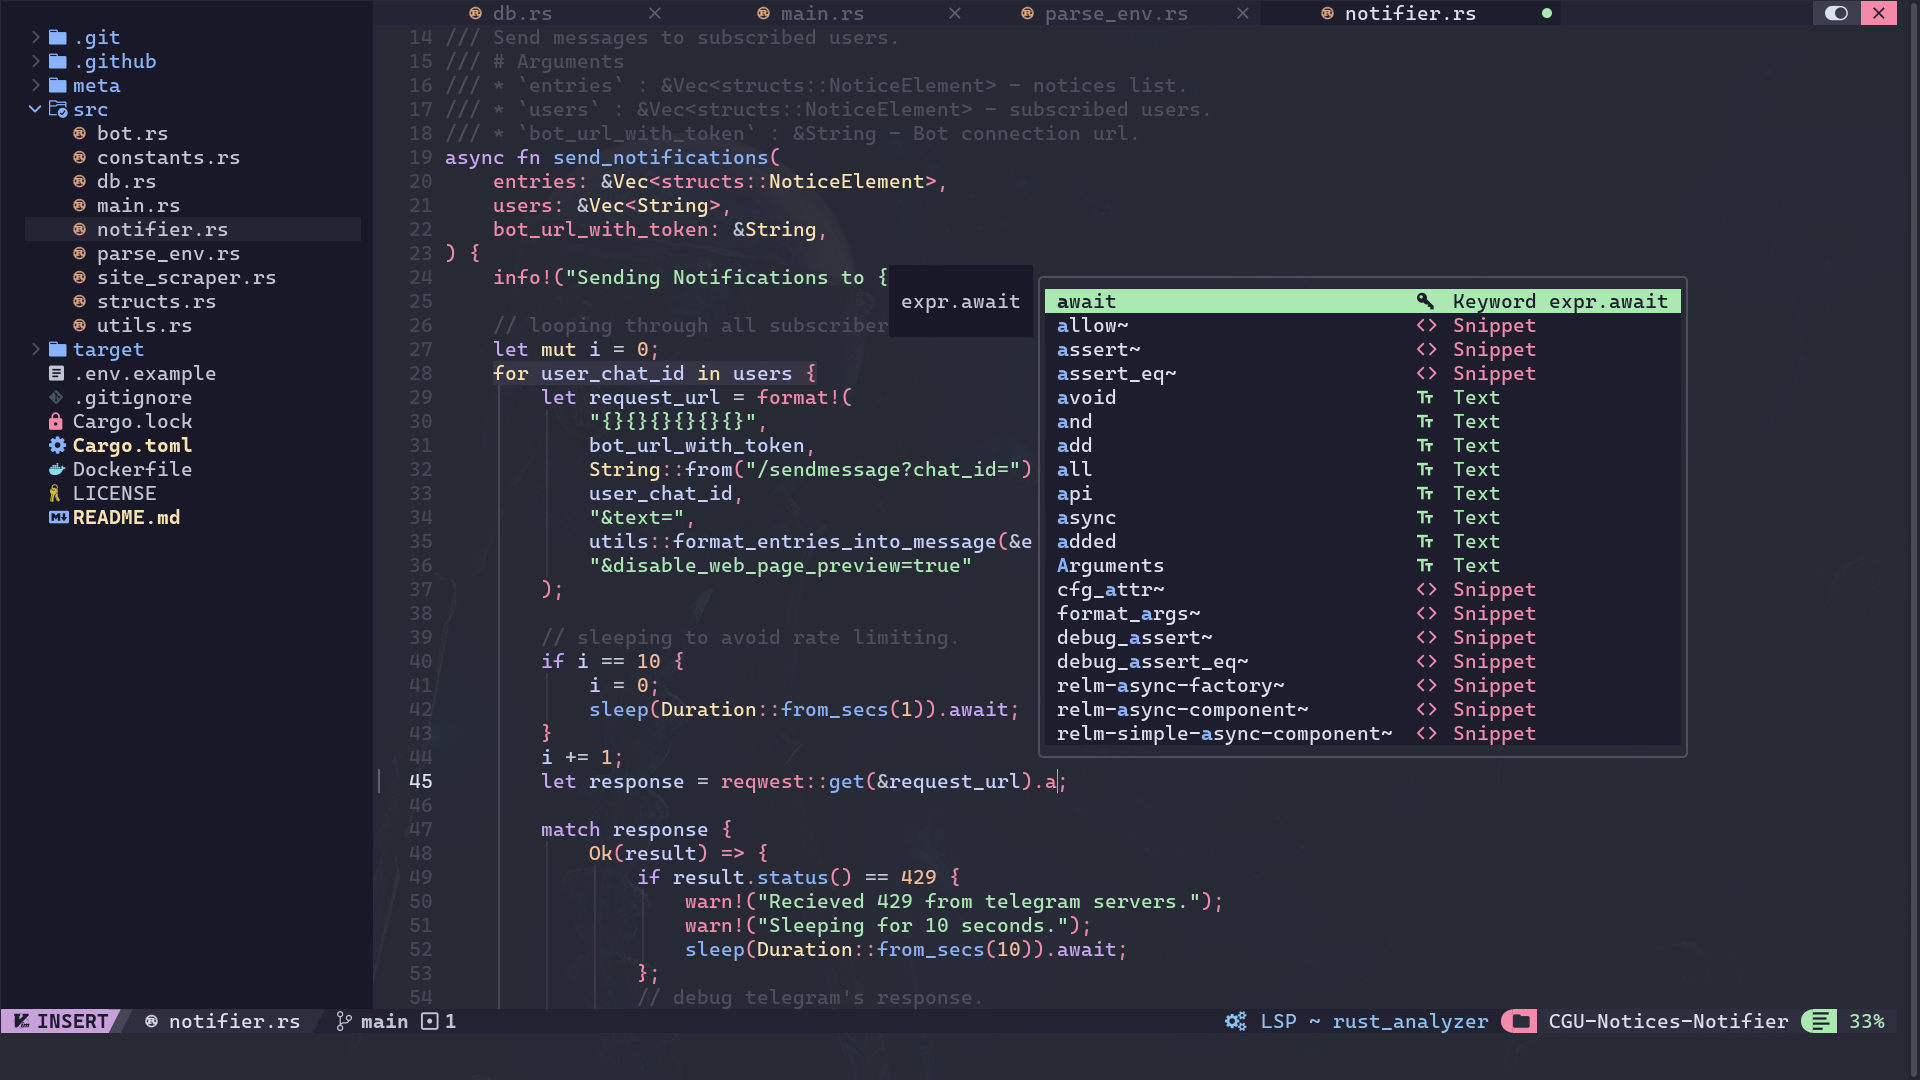 db.rs
main.rs
parse_env.rs
notifier.rs
.git
.github
meta
src
bot.rs
constants.rs
db.rs
main.rs
notifier.rs
parse_env.rs
site_scraper.rs
structs.rs
utils.rs
target
.env.example
.gitignore
Cargo.lock
Cargo.toml
Dockerfile
LICENSE
README.md
14 /// Send messages to subscribed users.
15 /// # Arguments
16 /// * `entries` : &Vec<structs::NoticeElement> - notices list.
17 /// * `users` : &Vec<structs::NoticeElement> - subscribed users.
18 /// * `bot_url_with_token` : &String - Bot connection url.
19 async fn send_notifications(
20     entries: &Vec<structs::NoticeElement>,
21     users: &Vec<String>,
22     bot_url_with_token: &String,
23 ) {
24     info!("Sending Notifications to {
25
26     // looping through all subscriber
27     let mut i = 0;
28     for user_chat_id in users {
29         let request_url = format!(
30             "{}{}{}{}{}{}",
31             bot_url_with_token,
32             String::from("/sendmessage?chat_id=")
33             user_chat_id,
34             "&text=",
35             utils::format_entries_into_message(&e
36             "&disable_web_page_preview=true"
37         );
38
39         // sleeping to avoid rate limiting.
40         if i == 10 {
41             i = 0;
42             sleep(Duration::from_secs(1)).await;
43         }
44         i += 1;
45         let response = reqwest::get(&request_url).a;
46
47         match response {
48             Ok(result) => {
49                 if result.status() == 429 {
50                     warn!("Recieved 429 from telegram servers.");
51                     warn!("Sleeping for 10 seconds.");
52                     sleep(Duration::from_secs(10)).await;
53                 };
54                 // debug telegram's response.
expr.await
await Keyword expr.await
allow~ <> Snippet
assert~ <> Snippet
assert_eq~ <> Snippet
avoid Tт Text
and Tт Text
add Tт Text
all Tт Text
api Tт Text
async Tт Text
added Tт Text
Arguments Tт Text
cfg_attr~ <> Snippet
format_args~ <> Snippet
debug_assert~ <> Snippet
debug_assert_eq~ <> Snippet
relm-async-factory~ <> Snippet
relm-async-component~ <> Snippet
relm-simple-async-component~ <> Snippet
INSERT notifier.rs main 1 LSP ~ rust_analyzer CGU-Notices-Notifier 33%